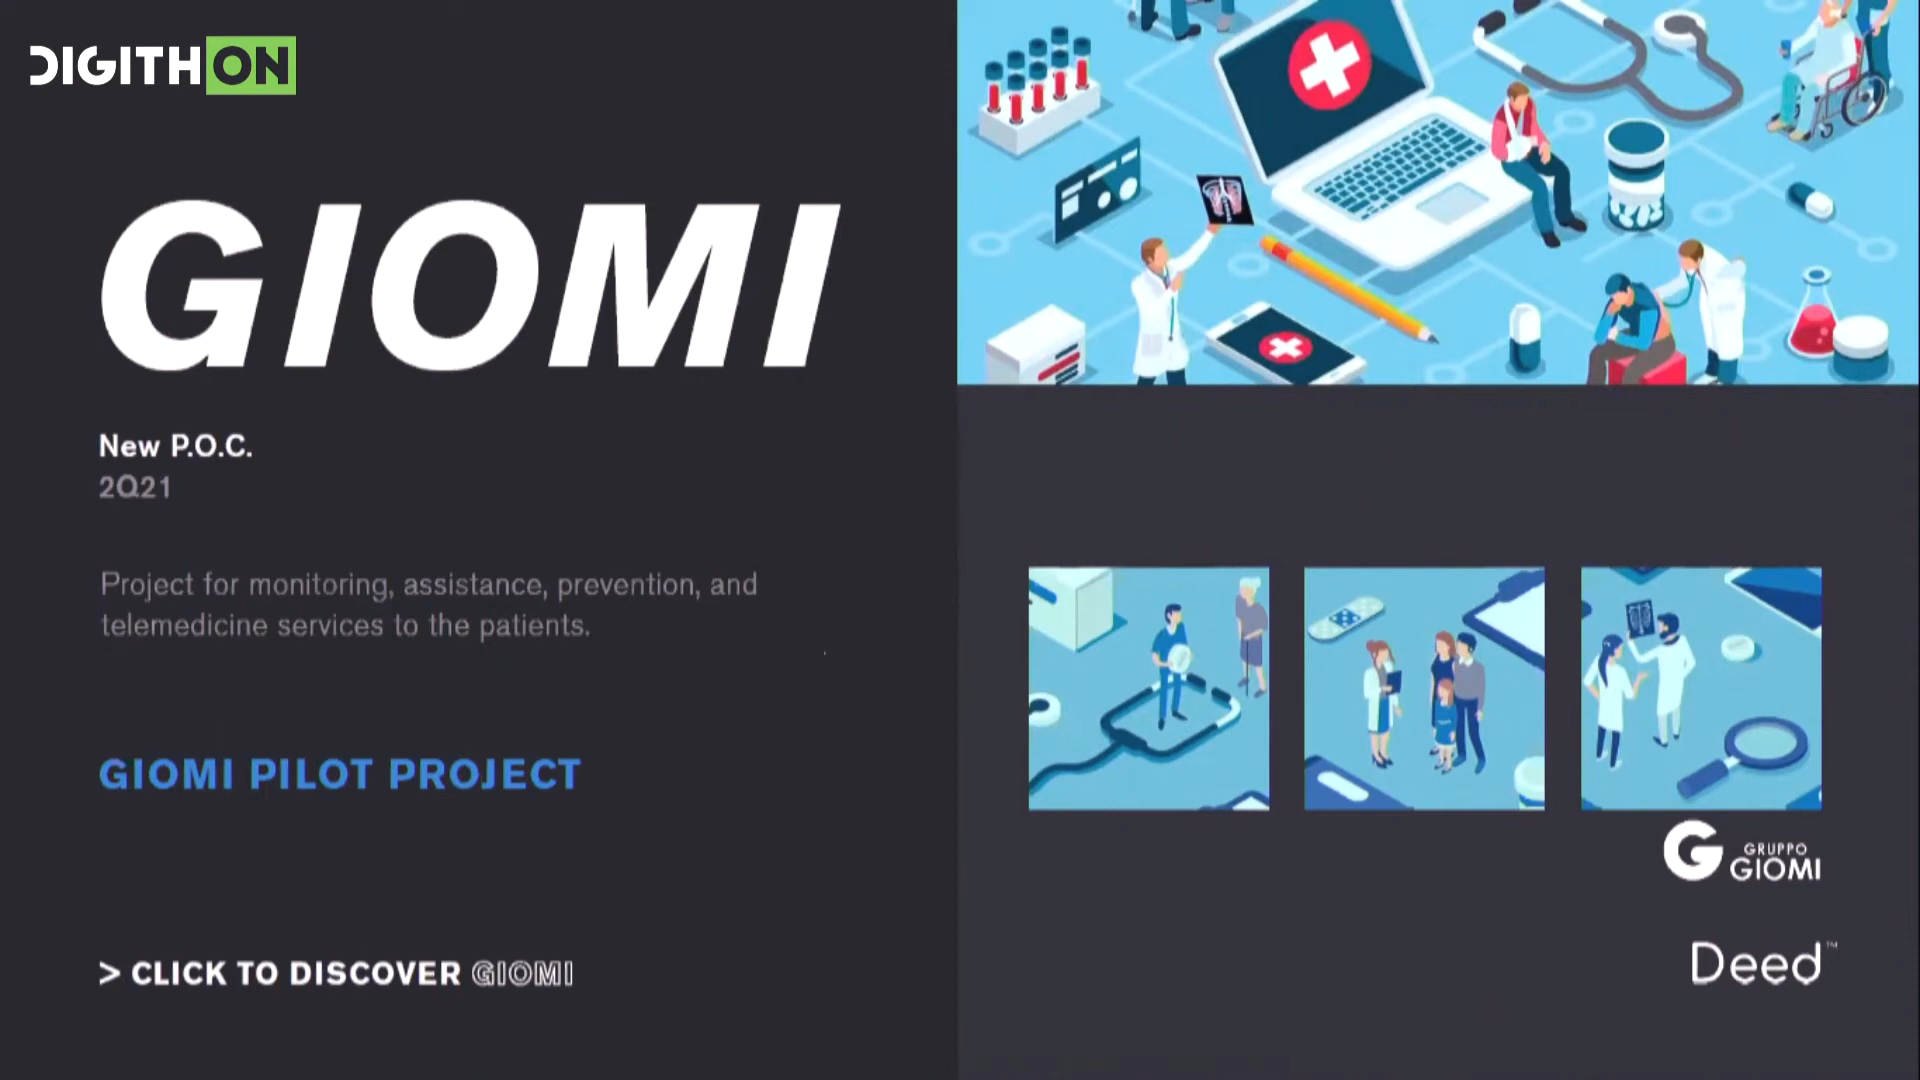 DIGITHON
GIOMI
New P.O.C.
2Q21
Project for monitoring, assistance, prevention, and
telemedicine services to the patients.
GIOMI PILOT PROJECT
> CLICK TO DISCOVER GIOMI
GRUPPO
GIOMI
Deed™